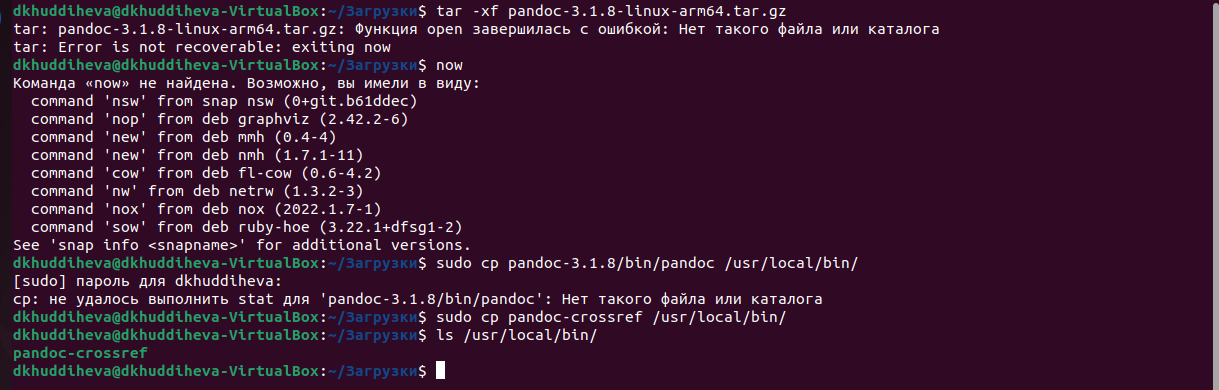 dkhuddiheva@dkhuddiheva-VirtualBox:~/Загрузки$ tar -xf pandoc-3.1.8-linux-arm64.tar.gz
tar: pandoc-3.1.8-linux-arm64.tar.gz: Функция open завершилась с ошибкой: Нет такого файла или каталога
tar: Error is not recoverable: exiting now
dkhuddiheva@dkhuddiheva-VirtualBox:~/Загрузки$ now
Команда «now» не найдена. Возможно, вы имели в виду:
  command 'nsw' from snap nsw (0+git.b61ddec)
  command 'nop' from deb graphviz (2.42.2-6)
  command 'new' from deb mmh (0.4-4)
  command 'new' from deb nmh (1.7.1-11)
  command 'cow' from deb fl-cow (0.6-4.2)
  command 'nw' from deb netrw (1.3.2-3)
  command 'nox' from deb nox (2022.1.7-1)
  command 'sow' from deb ruby-hoe (3.22.1+dfsg1-2)
See 'snap info <snapname>' for additional versions.
dkhuddiheva@dkhuddiheva-VirtualBox:~/Загрузки$ sudo cp pandoc-3.1.8/bin/pandoc /usr/local/bin/
[sudo] пароль для dkhuddiheva:
cp: не удалось выполнить stat для 'pandoc-3.1.8/bin/pandoc': Нет такого файла или каталога
dkhuddiheva@dkhuddiheva-VirtualBox:~/Загрузки$ sudo cp pandoc-crossref /usr/local/bin/
dkhuddiheva@dkhuddiheva-VirtualBox:~/Загрузки$ ls /usr/local/bin/
pandoc-crossref
dkhuddiheva@dkhuddiheva-VirtualBox:~/Загрузки$